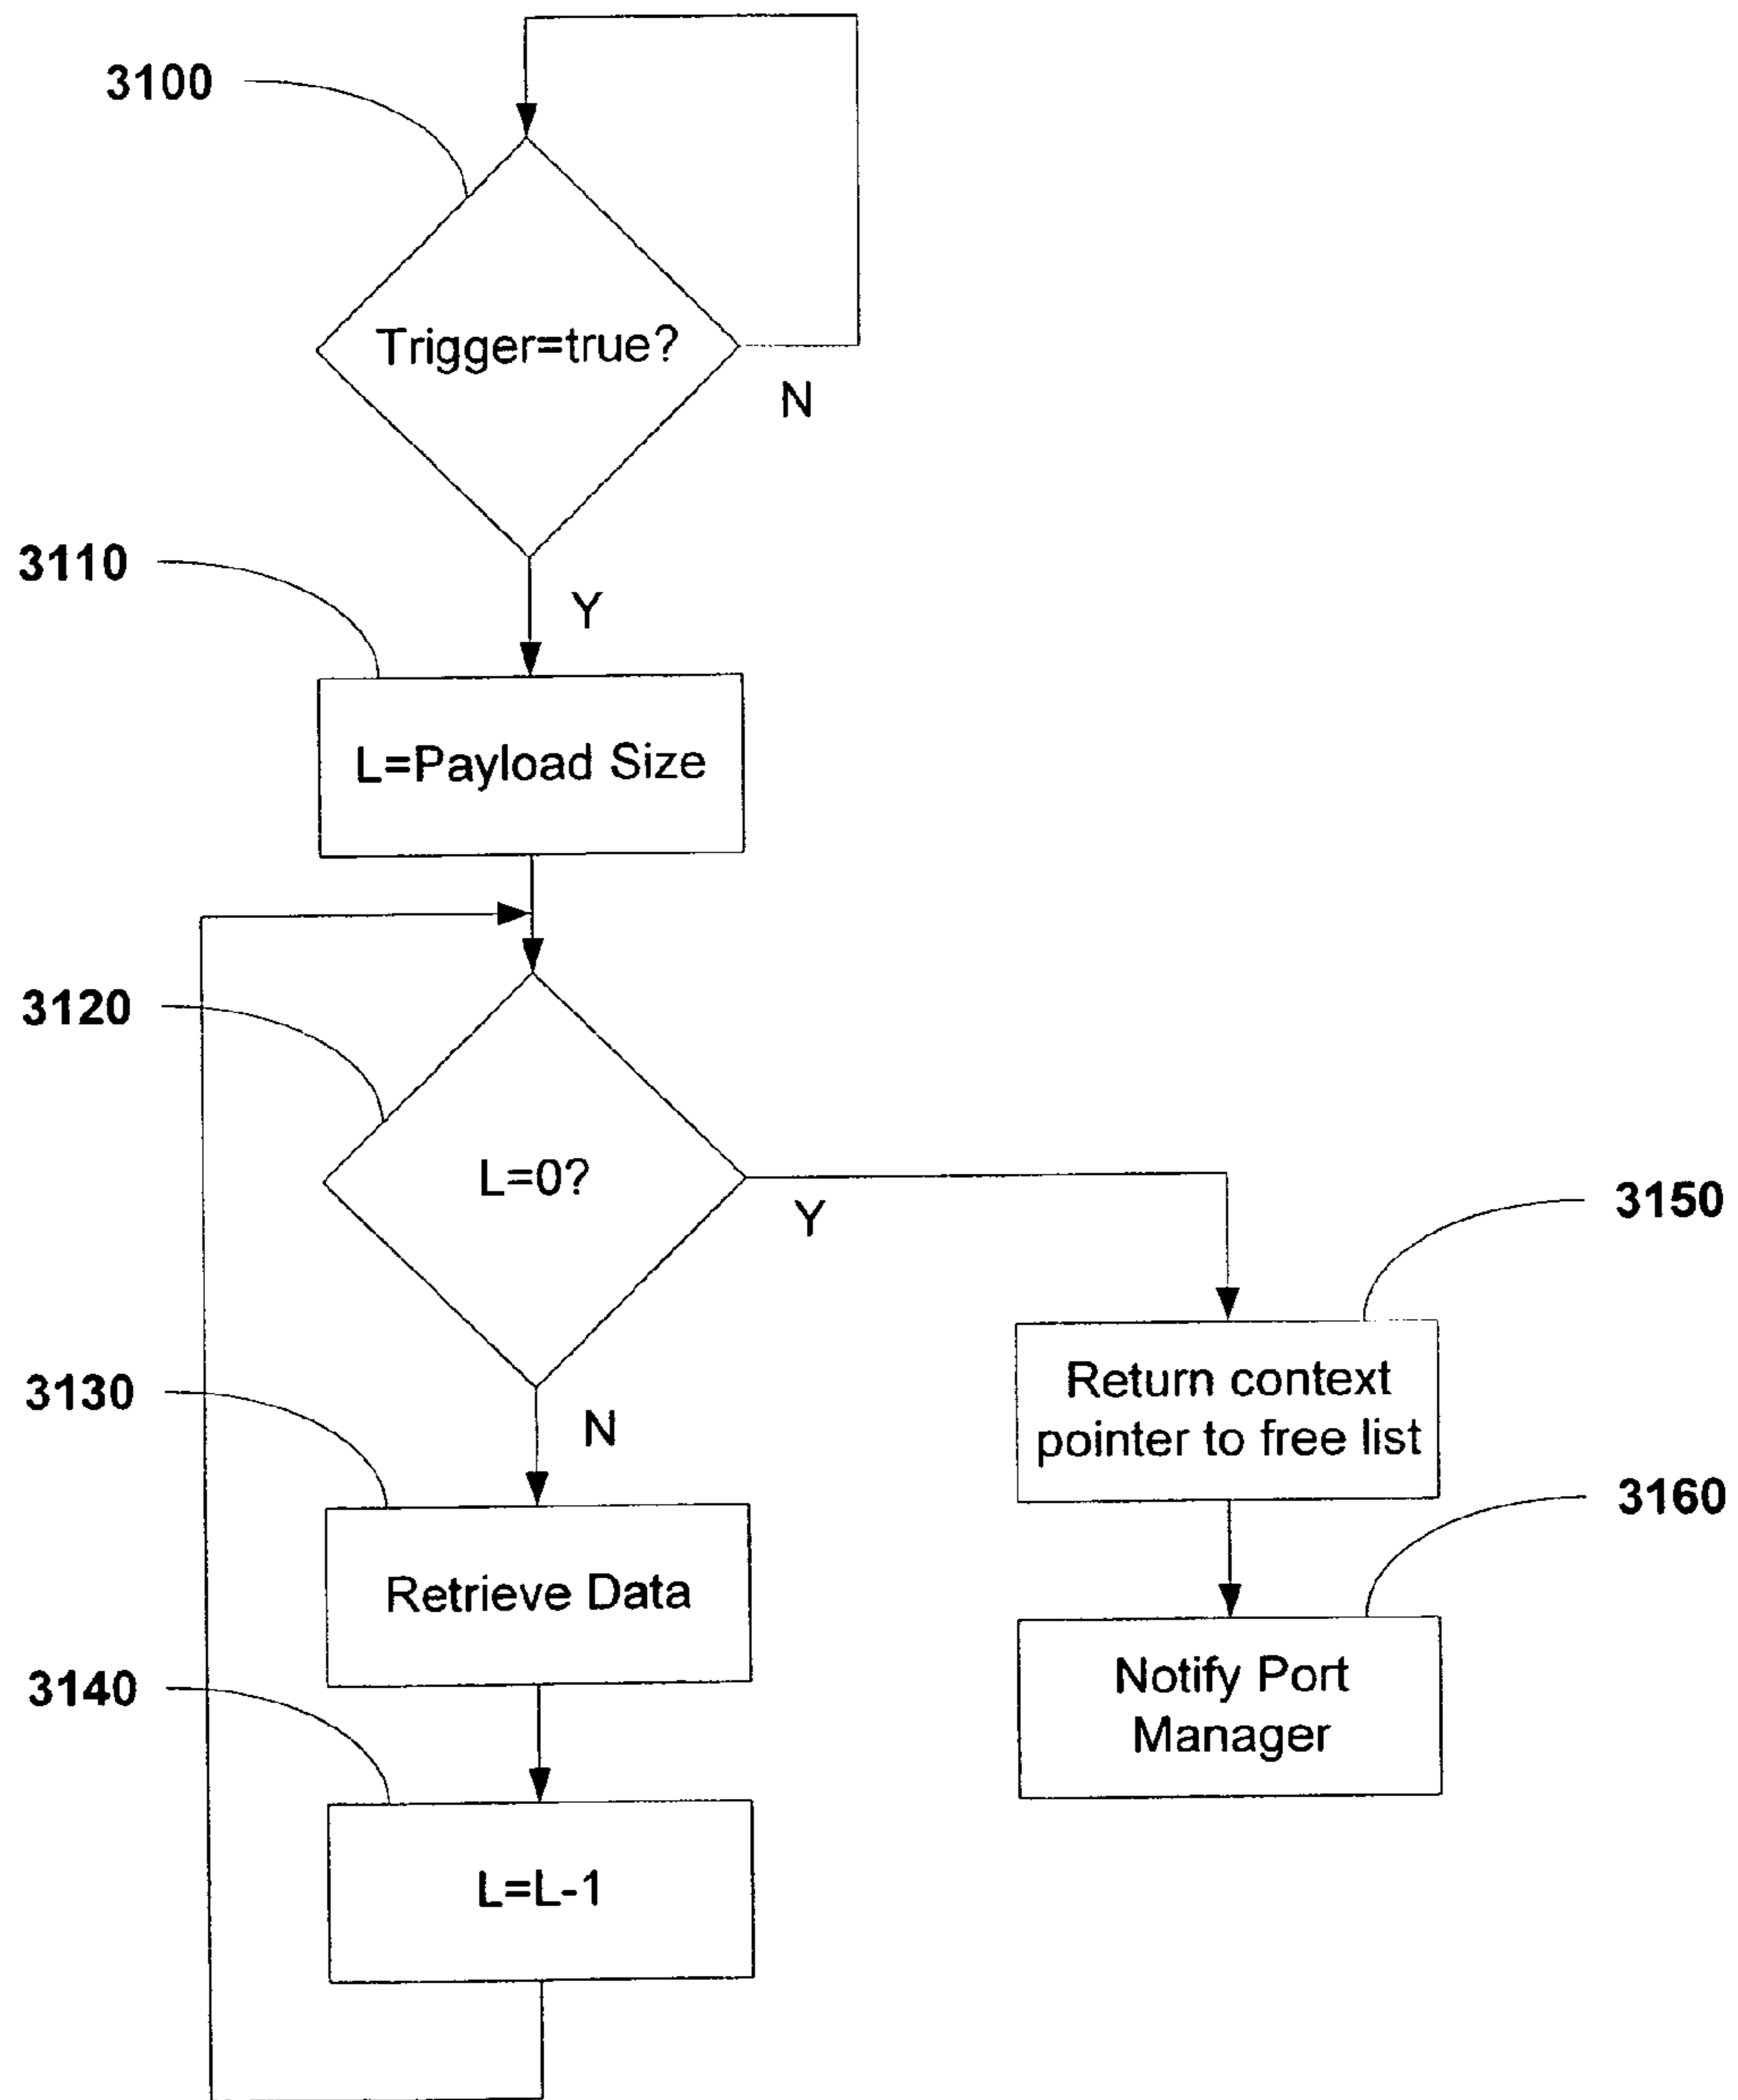 3100
Trigger=true?
N
3110
Y
L=Payload Size
3120
L=0?
Y
3150
Return context
pointer to free list
3130
N
3160
Retrieve Data
Notify Port
Manager
3140
L=L-1